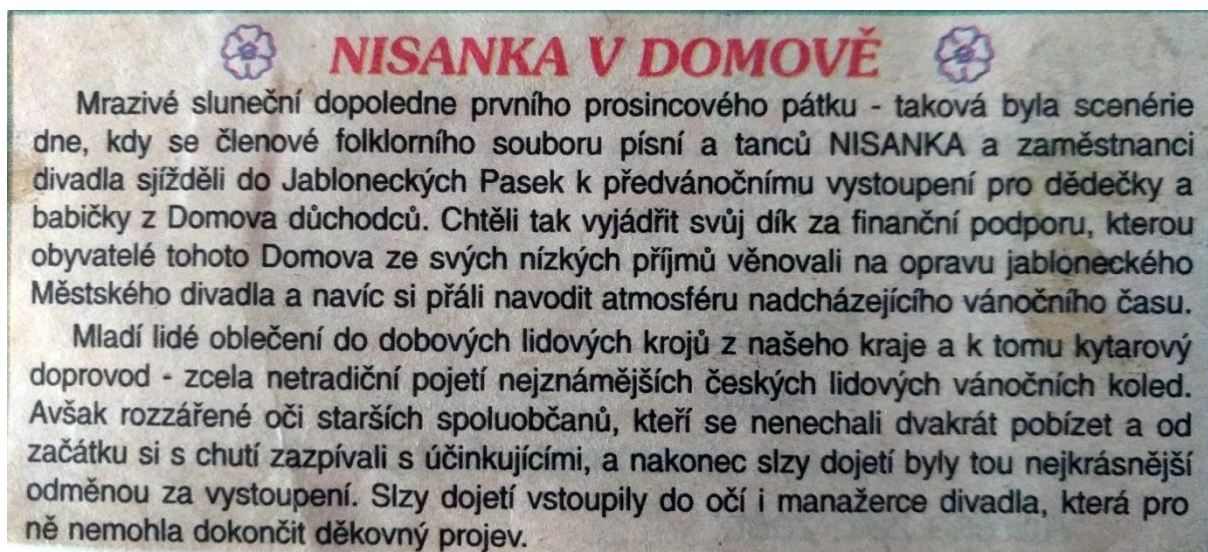 NISANKA V DOMOVĚ
Mrazivé sluneční dopoledne prvního prosincového pátku - taková byla scenérie
dne, kdy se členové folklorního souboru písní a tanců NISANKA a zaměstnanci
divadla sjížděli do Jabloneckých Pasek k předvánočnímu vystoupení pro dědečky a
babičky z Domova důchodců. Chtěli tak vyjádřit svůj dík za finanční podporu, kterou
obyvatelé tohoto Domova ze svých nízkých příjmů věnovali na opravu jabloneckého
Městského divadla a navíc si přáli navodit atmosféru nadcházejícího vánočního času.
Mladí lidé oblečení do dobových lidových krojů z našeho kraje a k tomu kytarový
doprovod - zcela netradiční pojetí nejznámějších českých lidových vánočních koled.
Avšak rozzářené oči starších spoluobčanů, kteří se nenechali dvakrát pobízet a od
začátku si s chutí zazpívali s účinkujícími, a nakonec slzy dojetí byly tou nejkrásnější
odměnou za vystoupení. Slzy dojetí vstoupily do očí i manažerce divadla, která pro
ně nemohla dokončit děkovný projev.